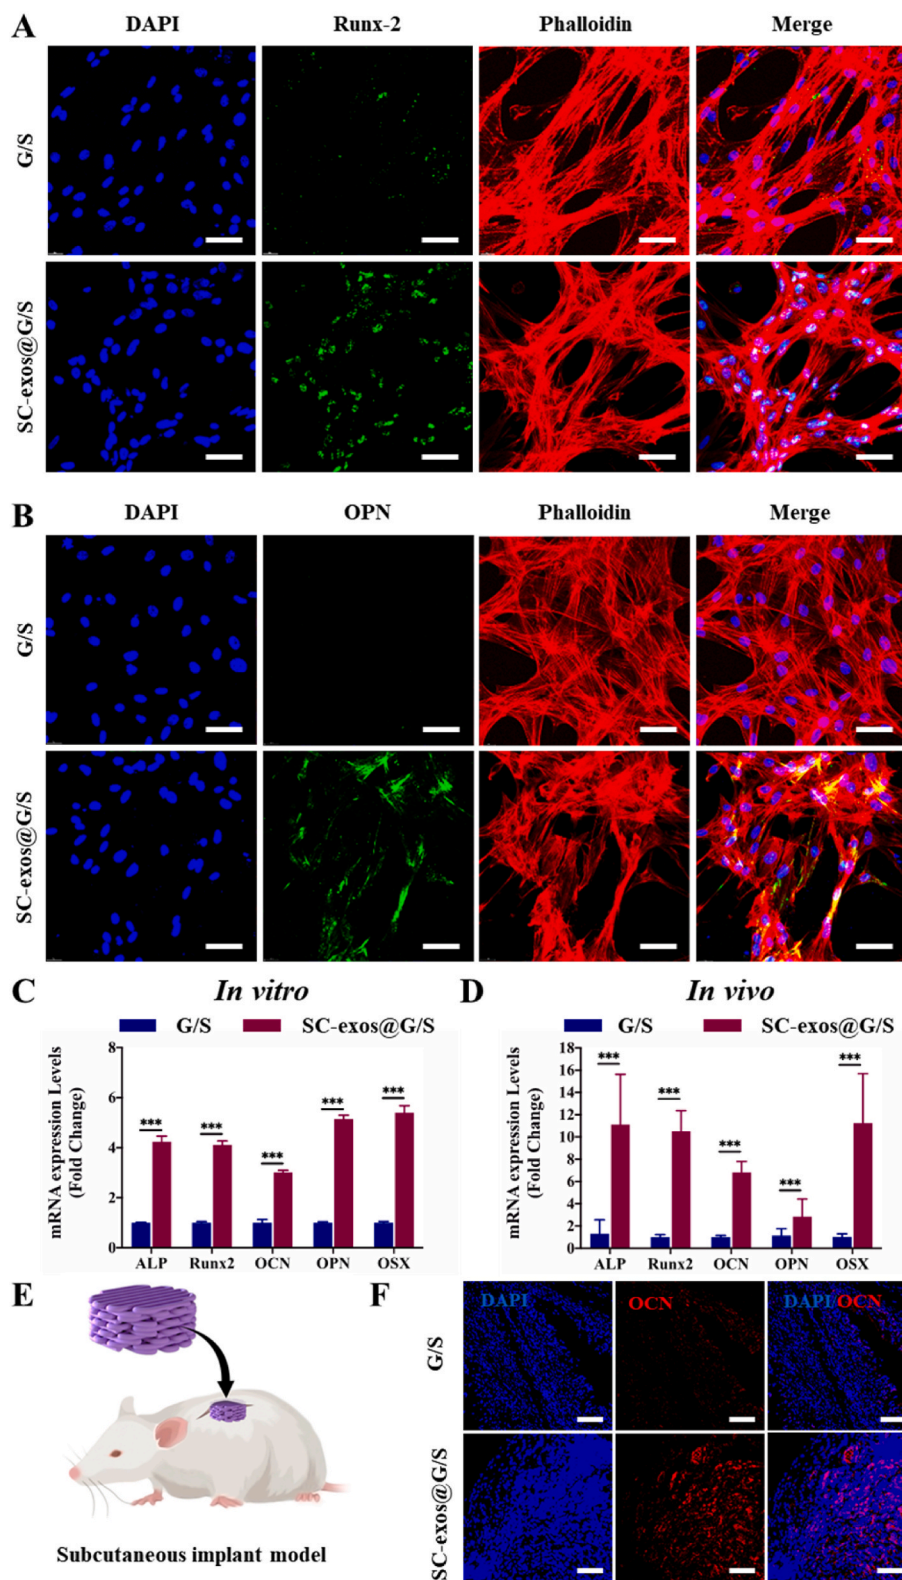 A
DAPI Runx-2 Phalloidin Merge
G/S
SC-exos@G/S
B
DAPI OPN Phalloidin Merge
G/S
SC-exos@G/S
C
In vitro
G/S SC-exos@G/S
mRNA expression Levels
(Fold Change)
8
6
4
2
0
*** *** *** *** ***
ALP Runx2 OCN OPN OSX
D
In vivo
G/S SC-exos@G/S
mRNA expression Levels
(Fold Change)
18
16
14
12
10
8
6
4
2
0
*** *** *** *** ***
ALP Runx2 OCN OPN OSX
E
Subcutaneous implant model
F
DAPI OCN DAPI/OCN
G/S
SC-exos@G/S